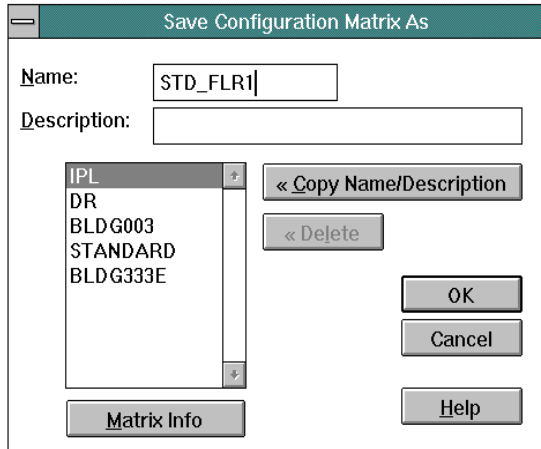 Save Configuration Matrix As
Name:
STD_FLR1
Description:
IPL
DR
BLDG003
STANDARD
BLDG333E
« Copy Name/Description
« Delete
OK
Cancel
Matrix Info
Help